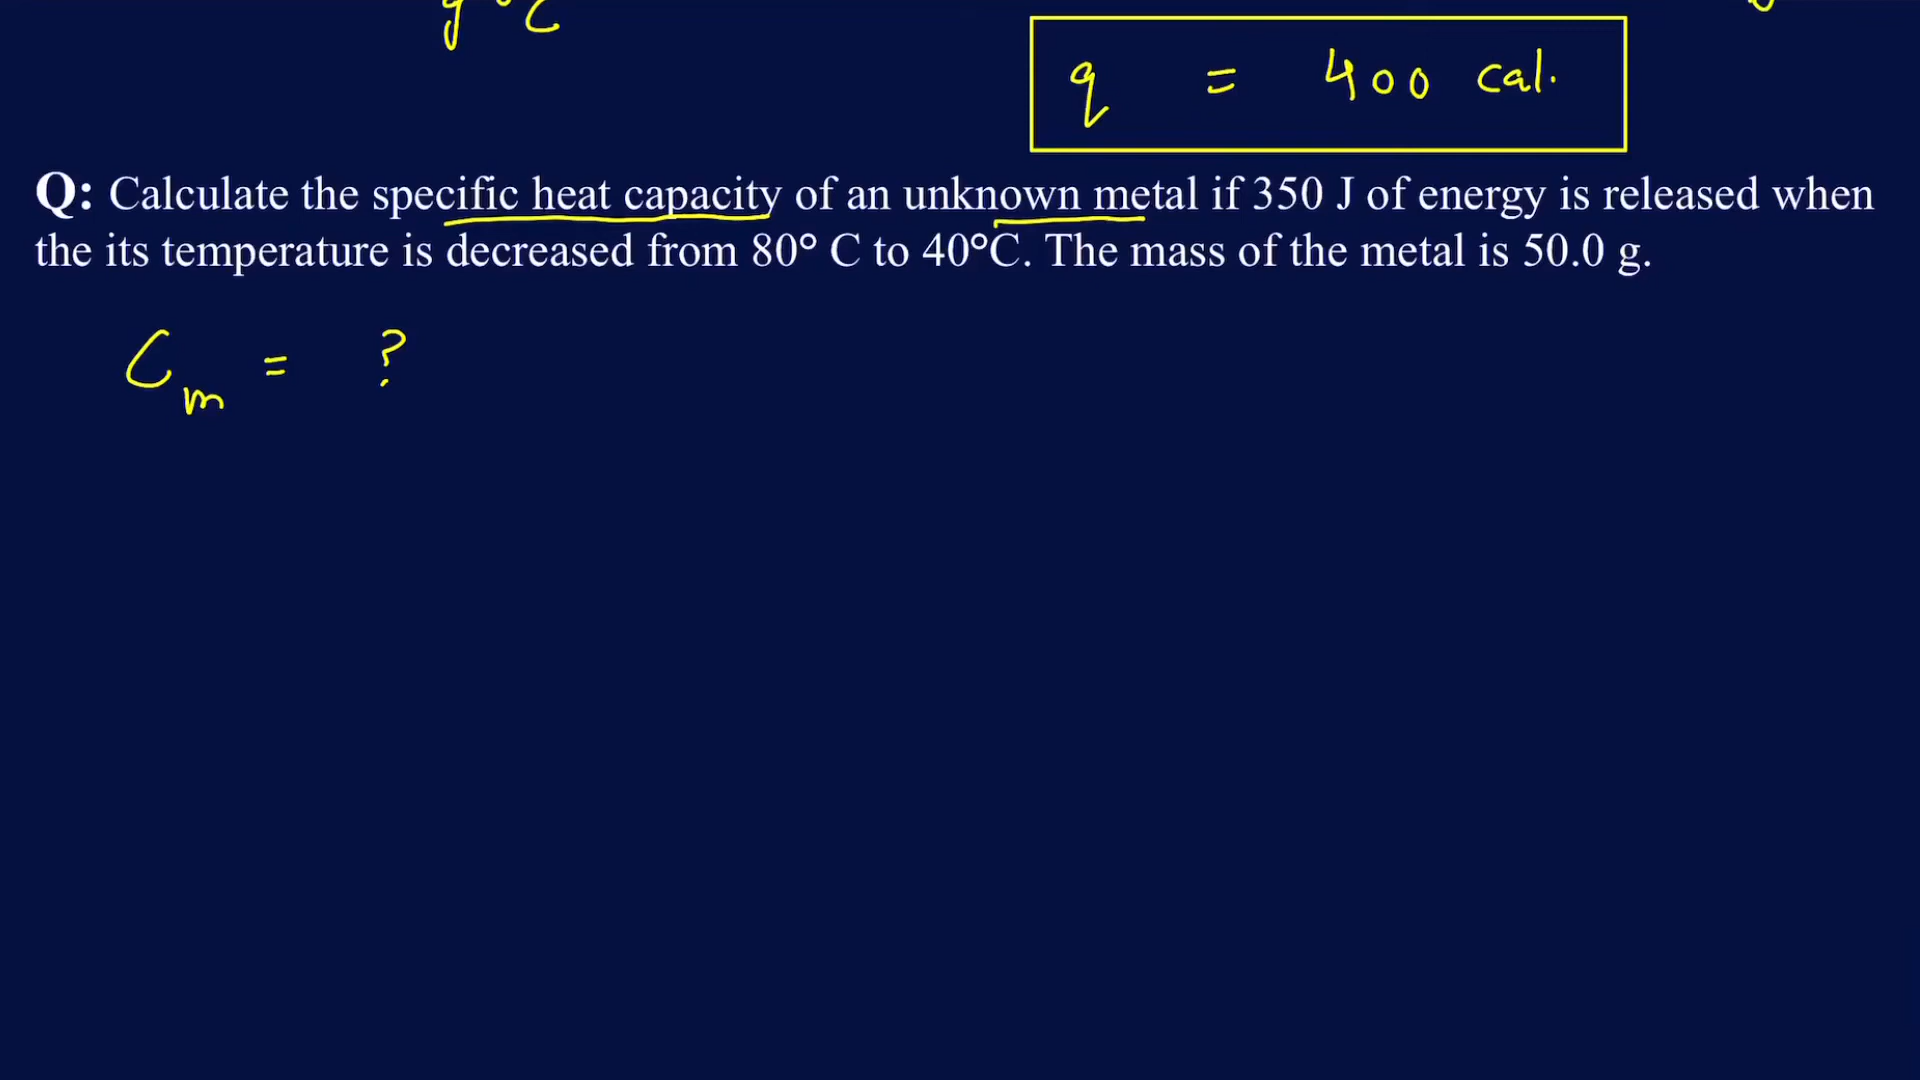 g °C
q = 400 cal.
Q: Calculate the specific heat capacity of an unknown metal if 350 J of energy is released when
the its temperature is decreased from 80° C to 40°C. The mass of the metal is 50.0 g.
Cm = ?